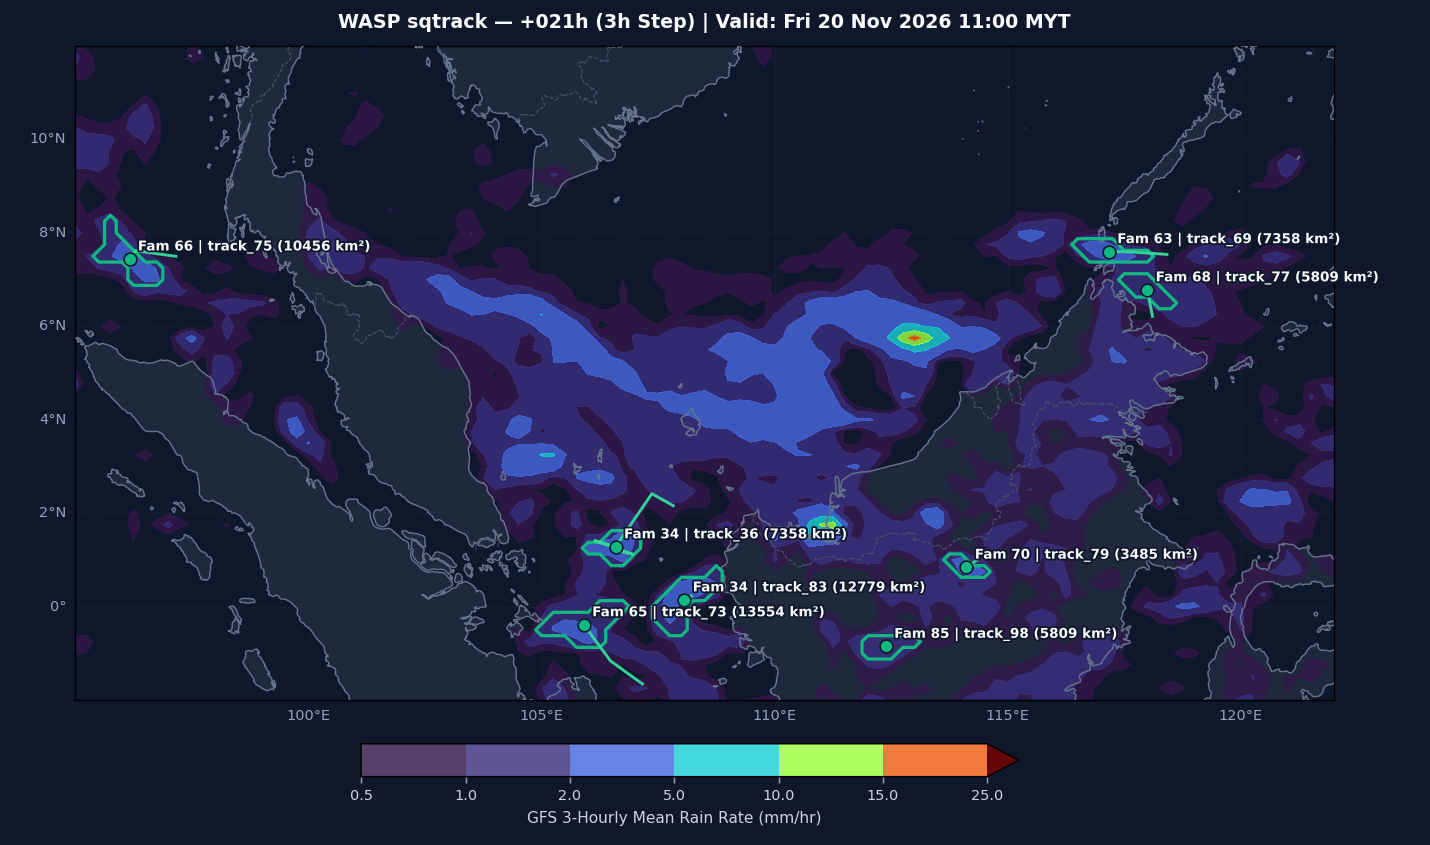 WASP sqtrack — +021h (3h Step) | Valid: Fri 20 Nov 2026 11:00 MYT
10°N
8°N
6°N
4°N
2°N
0°
Fam 63 | track_69 (7358 km²)
Fam 66 | track_75 (10456 km²)
Fam 68 | track_77 (5809 km²)
Fam 34 | track_36 (7358 km²)
Fam 70 | track_79 (3485 km²)
Fam 34 | track_83 (12779 km²)
Fam 65 | track_73 (13554 km²)
Fam 85 | track_98 (5809 km²)
100°E 105°E 110°E 115°E 120°E
0.5 1.0 2.0 5.0 10.0 15.0 25.0
GFS 3-Hourly Mean Rain Rate (mm/hr)